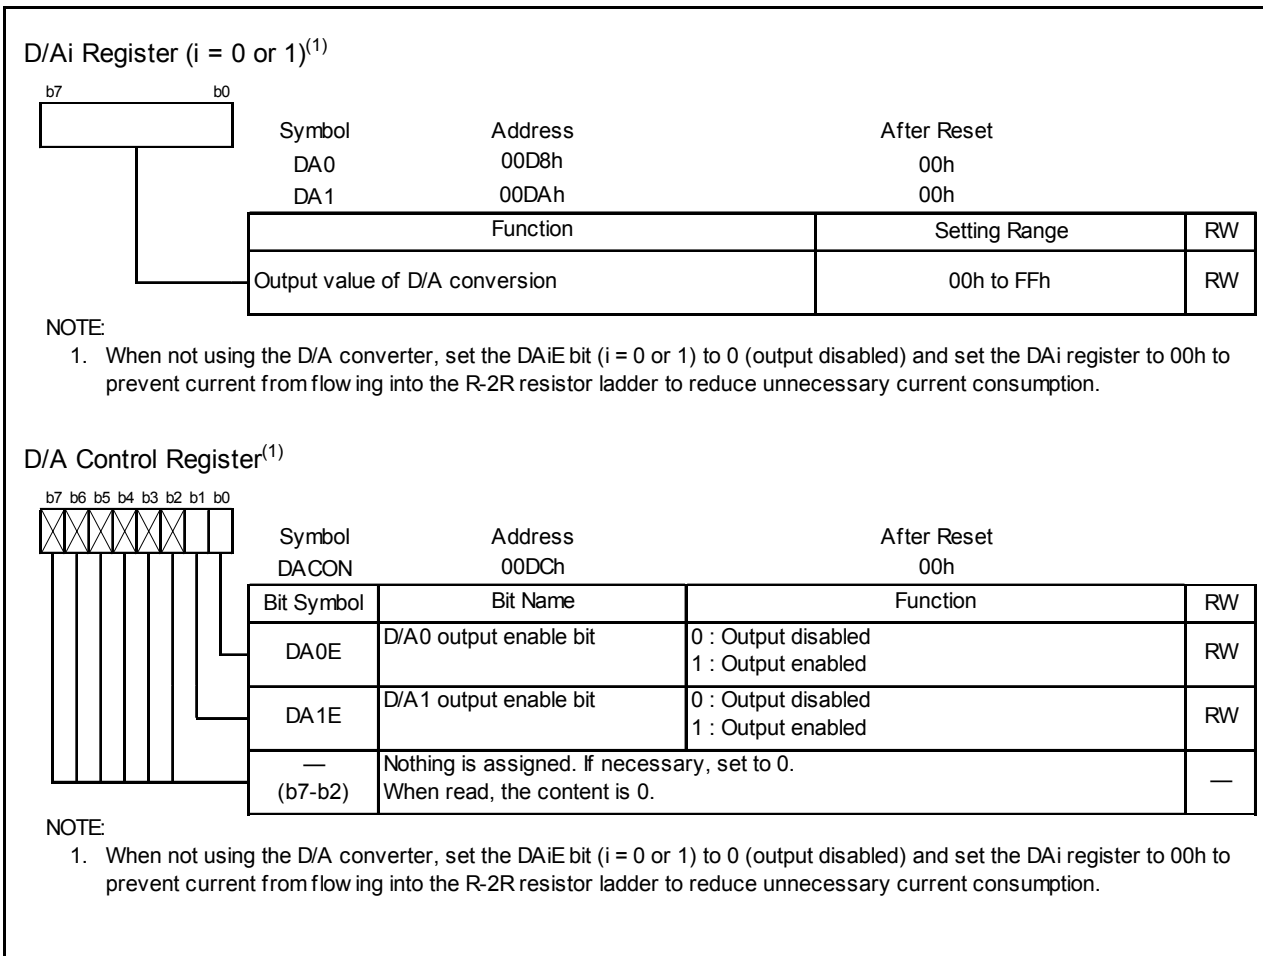 D/Ai Register (i = 0 or 1)(1)
b7 b0
Symbol Address After Reset
DA0 00D8h 00h
DA1 00DAh 00h
Function Setting Range RW
Output value of D/A conversion 00h to FFh RW
NOTE:
1. When not using the D/A converter, set the DAiE bit (i = 0 or 1) to 0 (output disabled) and set the DAi register to 00h to
prevent current from flowing into the R-2R resistor ladder to reduce unnecessary current consumption.
D/A Control Register(1)
b7 b6 b5 b4 b3 b2 b1 b0
Symbol Address After Reset
DACON 00DCh 00h
Bit Symbol Bit Name Function RW
DA0E D/A0 output enable bit 0 : Output disabled
1 : Output enabled RW
DA1E D/A1 output enable bit 0 : Output disabled
1 : Output enabled RW
—
(b7-b2) Nothing is assigned. If necessary, set to 0.
When read, the content is 0. —
NOTE:
1. When not using the D/A converter, set the DAiE bit (i = 0 or 1) to 0 (output disabled) and set the DAi register to 00h to
prevent current from flowing into the R-2R resistor ladder to reduce unnecessary current consumption.